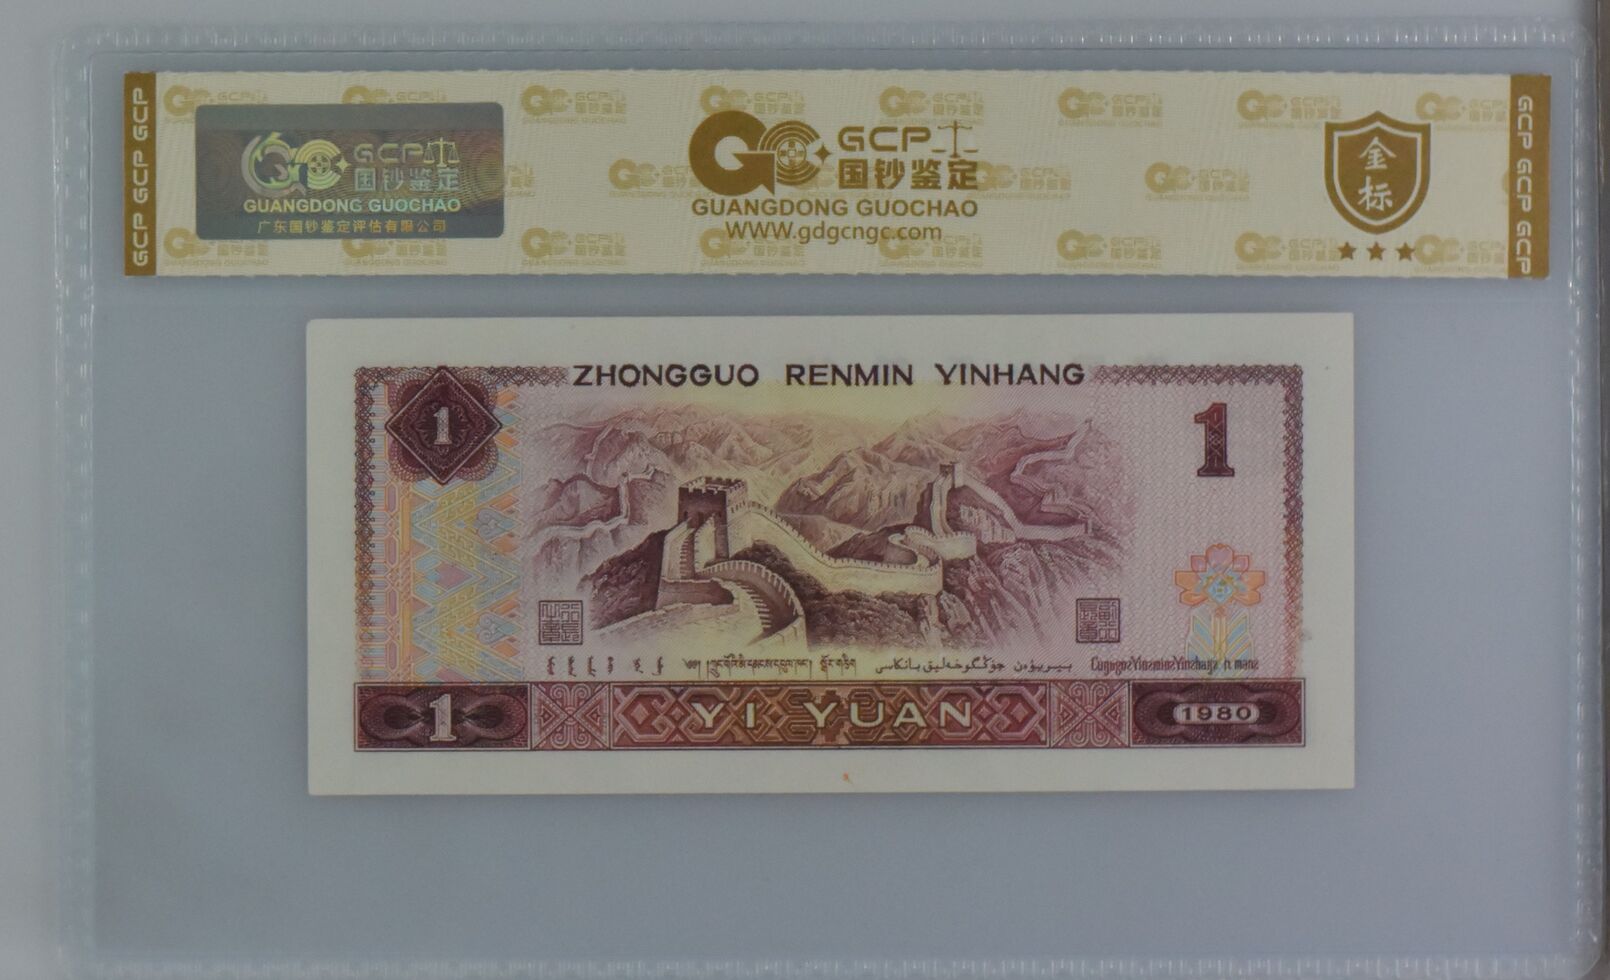 GCP GCP GCP
GCP
国钞鉴定
GUANGDONG GUOCHAO
广东国钞鉴定评估有限公司
GCP
国钞鉴定
GUANGDONG GUOCHAO
www.gdgcngc.com
金标
GCP GCP GCP GCP
ZHONGGUO RENMIN YINHANG
1
1
1
YI YUAN
1980